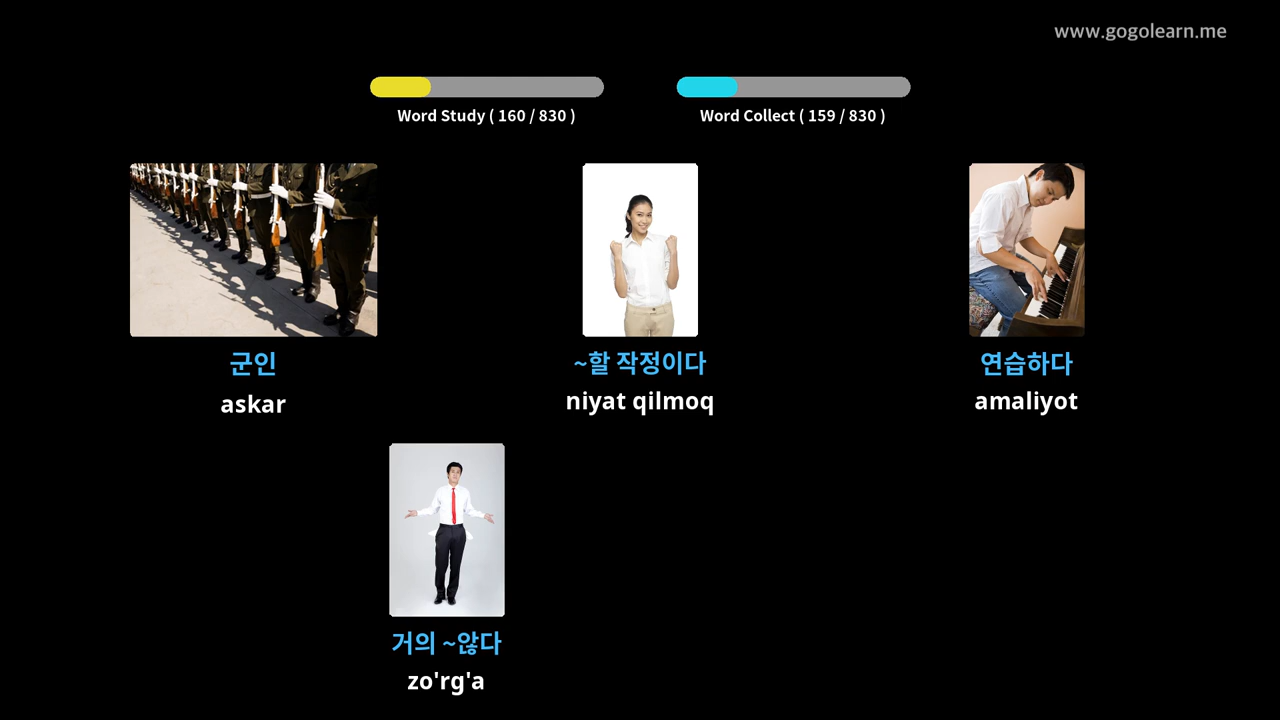 www.gogolearn.me
Word Study ( 160 / 830 )
Word Collect ( 159 / 830 )
군인
askar
~할 작정이다
niyat qilmoq
연습하다
amaliyot
거의 ~않다
zo'rg'a